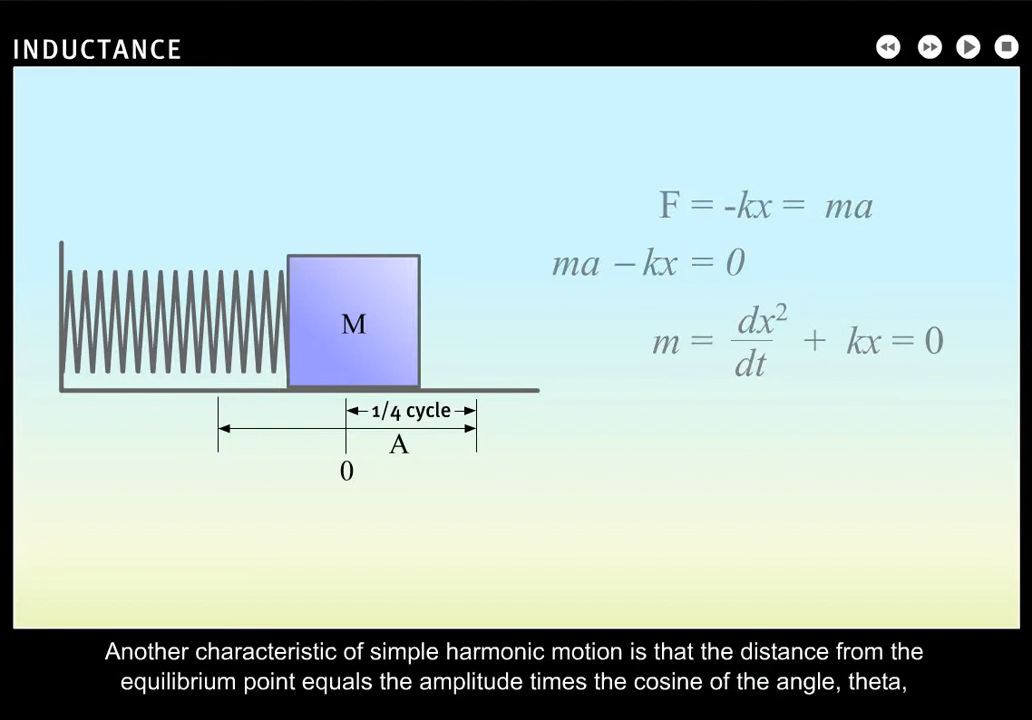 INDUCTANCE
F = -kx = ma
ma – kx = 0
m = dx²/dt + kx = 0
M
1/4 cycle
A
0
Another characteristic of simple harmonic motion is that the distance from the
equilibrium point equals the amplitude times the cosine of the angle, theta,